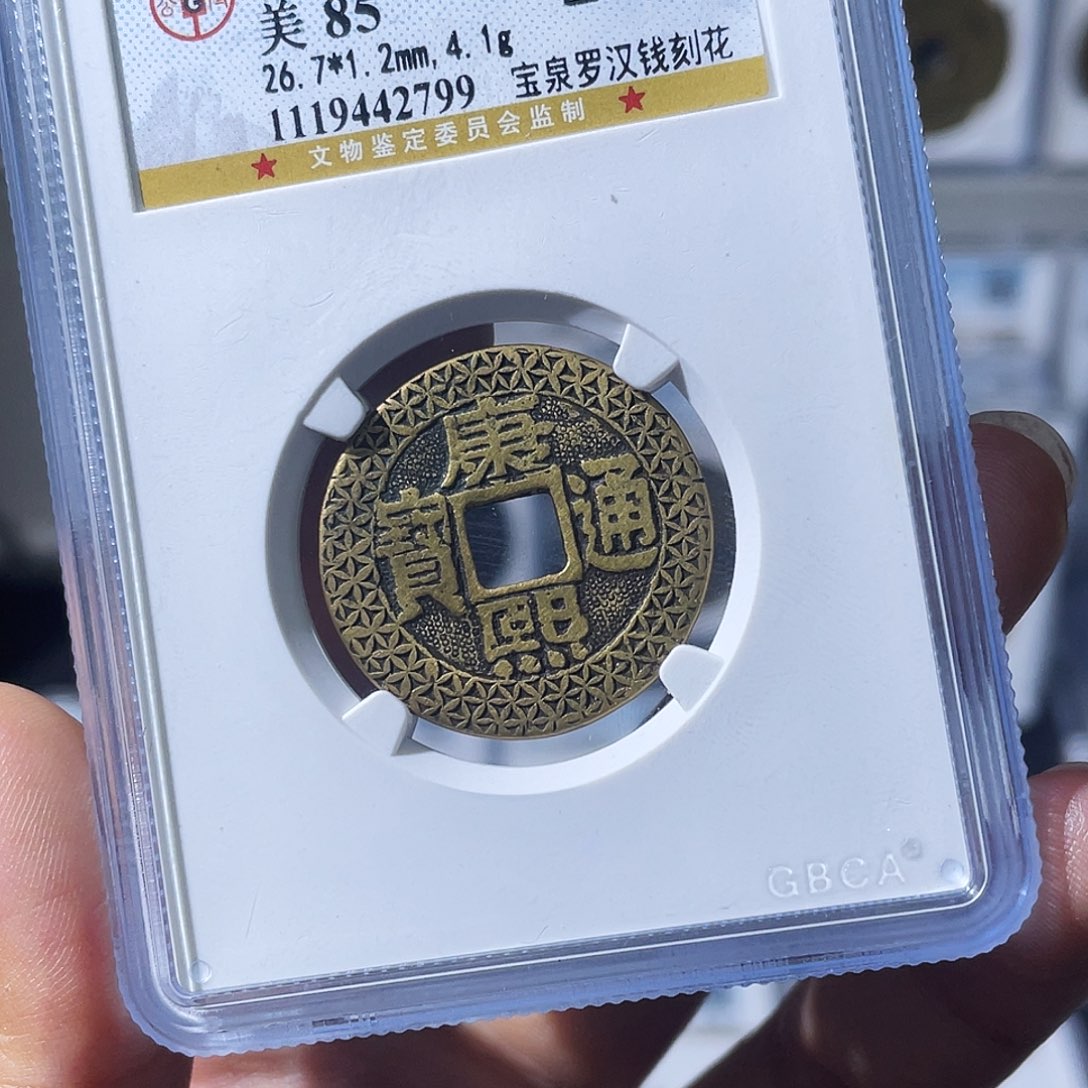 美 85
26.7*1.2mm, 4.1g
1119442799 宝泉罗汉钱刻花
文物鉴定委员会监制
康熙通寶
GBCA